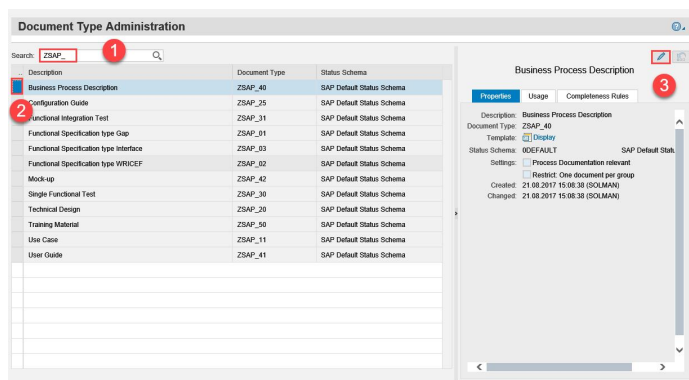 Document Type Administration
Search: ZSAP_
1
.. Description Document Type Status Schema
Business Process Description ZSAP_40 SAP Default Status Schema
2
Configuration Guide ZSAP_25 SAP Default Status Schema
Functional Integration Test ZSAP_31 SAP Default Status Schema
Functional Specification type Gap ZSAP_01 SAP Default Status Schema
Functional Specification type Interface ZSAP_03 SAP Default Status Schema
Functional Specification type WRICEF ZSAP_02 SAP Default Status Schema
Mock-up ZSAP_42 SAP Default Status Schema
Single Functional Test ZSAP_30 SAP Default Status Schema
Technical Design ZSAP_20 SAP Default Status Schema
Training Material ZSAP_50 SAP Default Status Schema
Use Case ZSAP_11 SAP Default Status Schema
User Guide ZSAP_41 SAP Default Status Schema
Business Process Description
3
Properties Usage Completeness Rules
Description: Business Process Description
Document Type: ZSAP_40
Template: Display
Status Schema: 0DEFAULT SAP Default Statu
Settings: Process Documentation relevant
Restrict: One document per group
Created: 21.08.2017 15:08:38 (SOLMAN)
Changed: 21.08.2017 15:08:38 (SOLMAN)